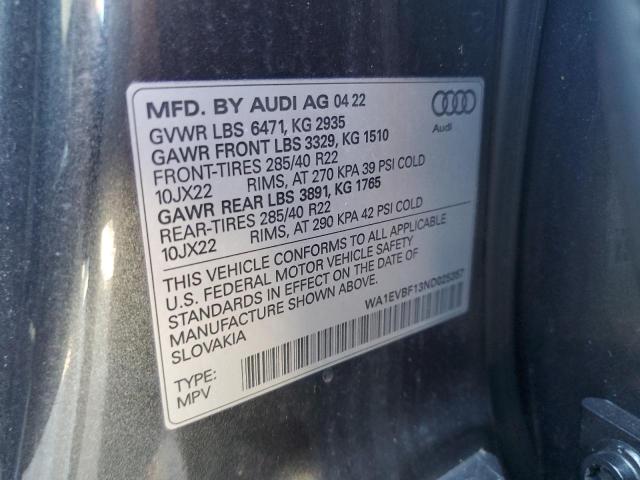 MFD. BY AUDI AG 04 22
GVWR LBS 6471, KG 2935
GAWR FRONT LBS 3329, KG 1510
FRONT-TIRES 285/40 R22
10JX22 RIMS, AT 270 KPA 39 PSI COLD
GAWR REAR LBS 3891, KG 1765
REAR-TIRES 285/40 R22
10JX22 RIMS, AT 290 KPA 42 PSI COLD
Audi
THIS VEHICLE CONFORMS TO ALL APPLICABLE
U.S. FEDERAL MOTOR VEHICLE SAFETY
STANDARDS IN EFFECT ON THE DATE OF
MANUFACTURE SHOWN ABOVE.
SLOVAKIA
WA1EVBF13ND025357
TYPE:
MPV